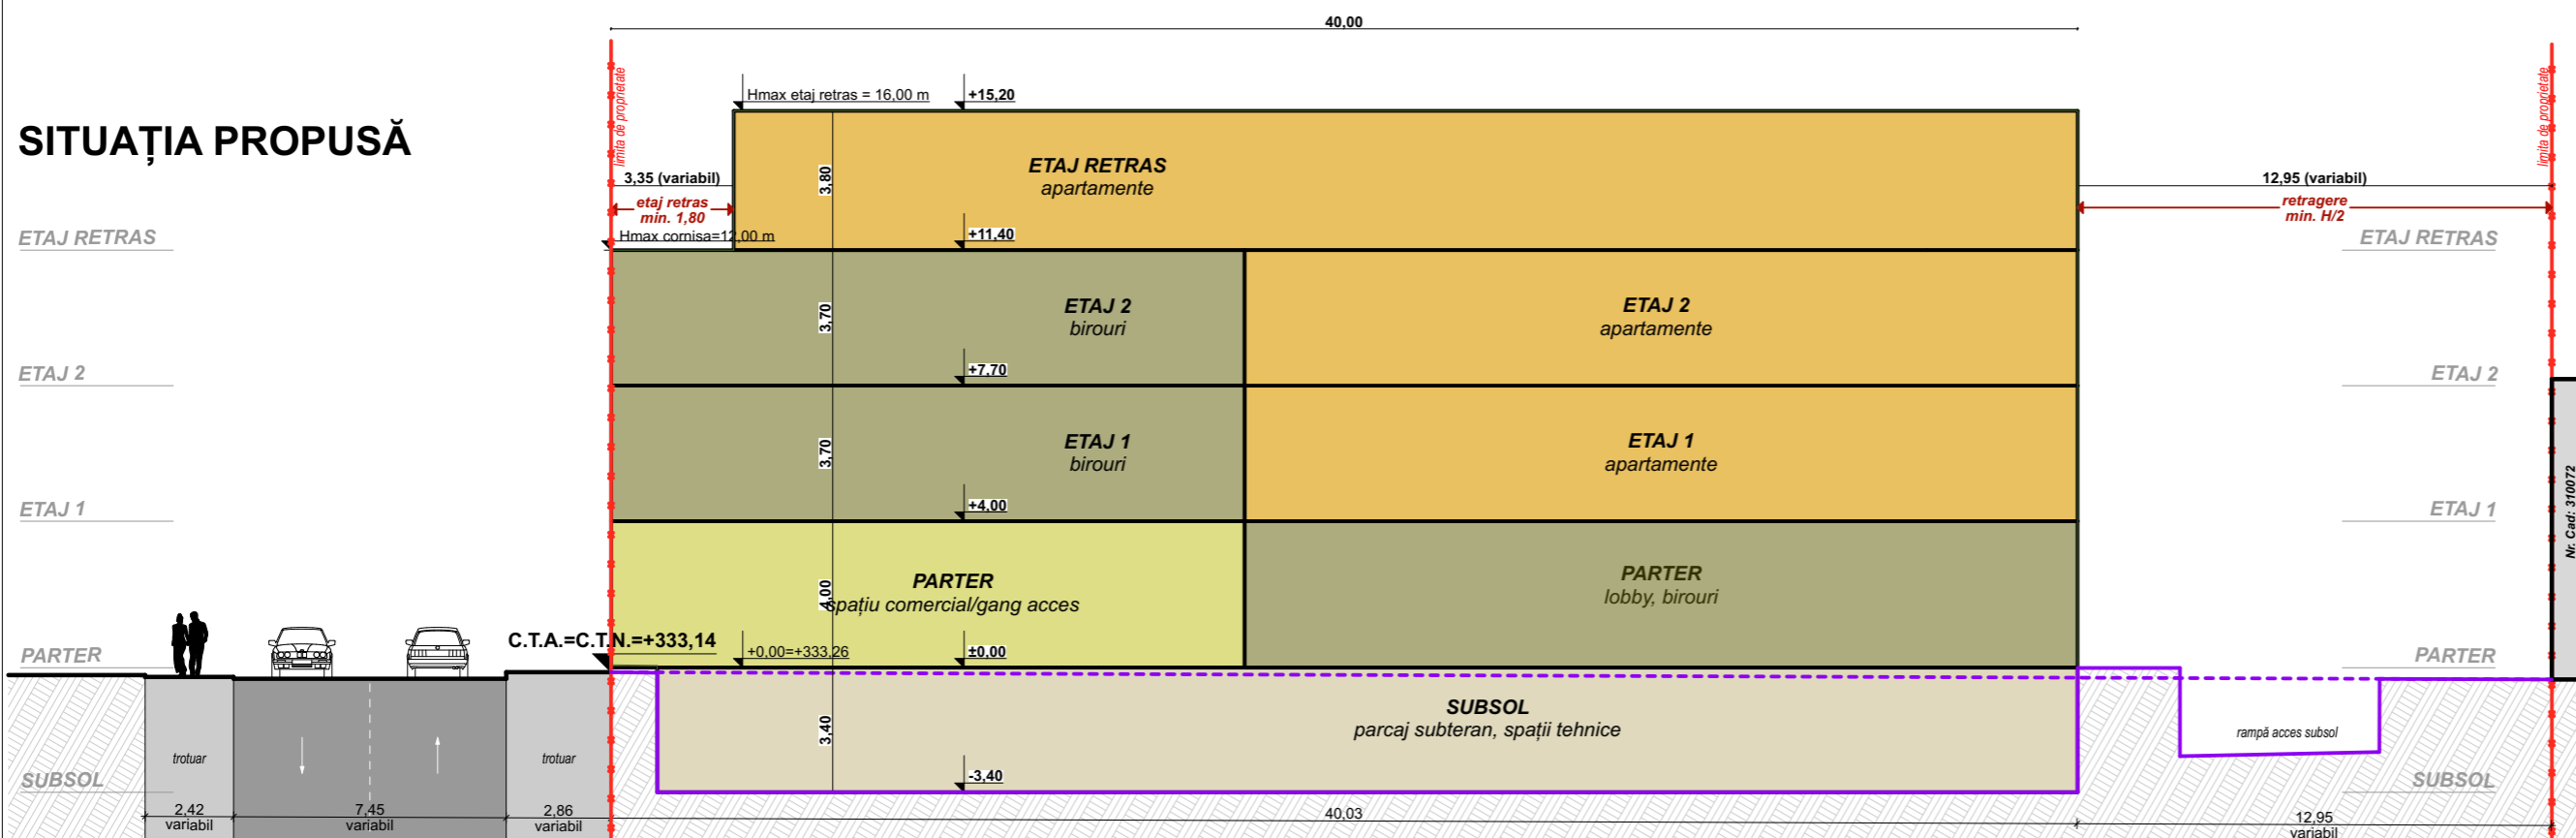 40,00
limita de proprietate
limita de proprietate
Hmax etaj retras = 16,00 m
+15,20
SITUAȚIA PROPUSĂ
ETAJ RETRAS
apartamente
3,80
3,35 (variabil)
etaj retras
min. 1,80
12,95 (variabil)
retragere
min. H/2
Hmax cornisa=12,00 m
+11,40
ETAJ RETRAS
ETAJ RETRAS
3,70
ETAJ 2
birouri
ETAJ 2
apartamente
+7,70
ETAJ 2
ETAJ 2
3,70
ETAJ 1
birouri
ETAJ 1
apartamente
+4,00
ETAJ 1
ETAJ 1
Nr. Cad: 310072
4,00
PARTER
spațiu comercial/gang acces
PARTER
lobby, birouri
C.T.A.=C.T.N.=+333,14
+0,00=+333,26
±0,00
PARTER
PARTER
3,40
SUBSOL
parcaj subteran, spații tehnice
rampă acces subsol
trotuar
trotuar
-3,40
SUBSOL
SUBSOL
2,42
variabil
7,45
variabil
2,86
variabil
40,03
12,95
variabil